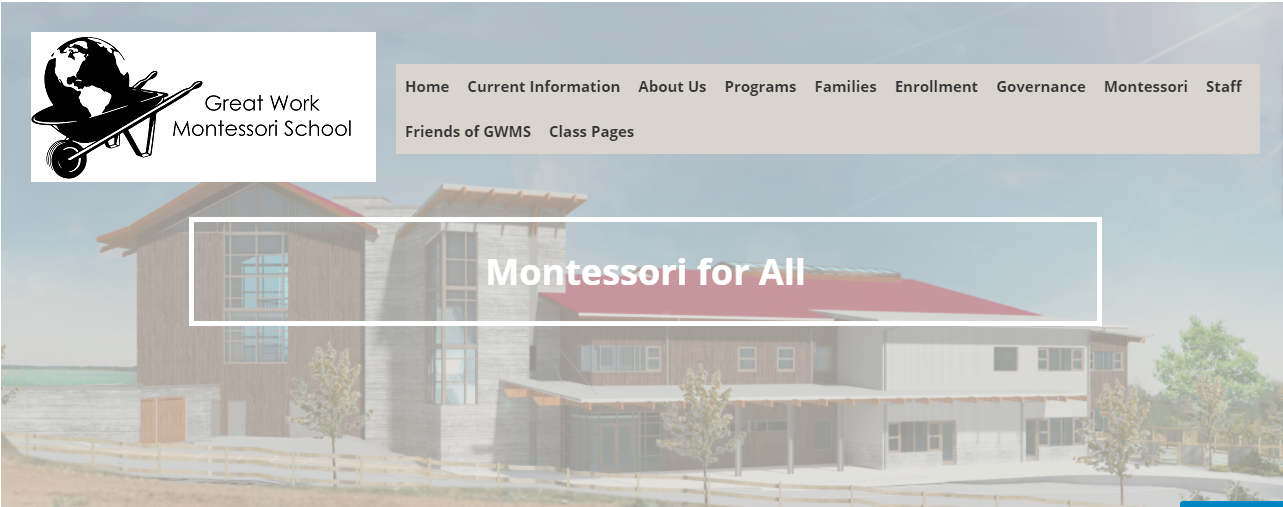 Great Work
Montessori School
Home Current Information About Us Programs Families Enrollment Governance Montessori Staff
Friends of GWMS Class Pages
Montessori for All